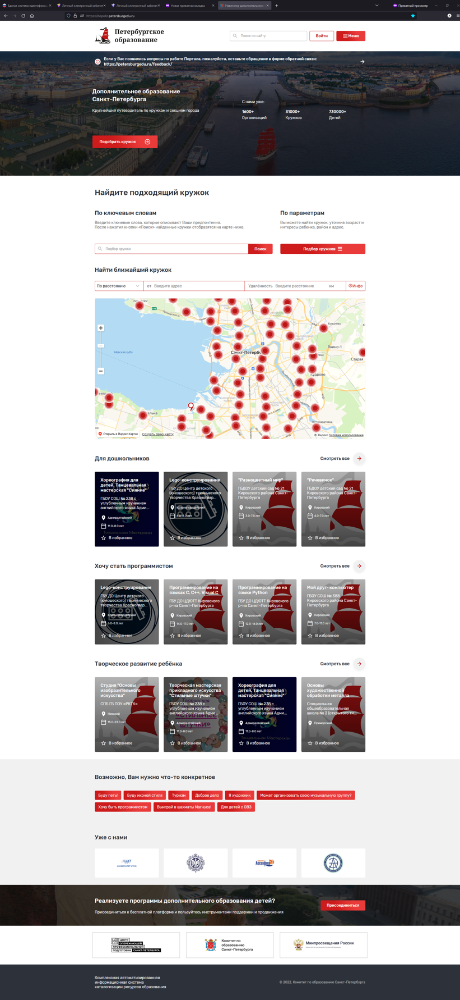 Единая система идентифика
Личный электронный кабинет
Личный электронный кабинет
Новая приватная вкладка
Навигатор дополнительного
Приватный просмотр
https://dopobr.petersburgedu.ru
Петербургское
образование
Поиск по сайту
Войти
Меню
Если у Вас появились вопросы по работе Портала, пожалуйста, оставьте обращение в форме обратной связи:
https://petersburgedu.ru/feedback/
Дополнительное образование
Санкт-Петербурга
Крупнейший путеводитель по кружкам и секциям города
С нами уже:
1600+ 31000+ 730000+
Организаций Кружков Детей
Подобрать кружок
Найдите подходящий кружок
По ключевым словам
Введите ключевые слова, которые описывают Ваши предпочтения.
После нажатия кнопки «Поиск» найденные кружки отобразятся на карте ниже.
По параметрам
Вы можете найти кружок, уточнив возраст и
интересы ребенка, район и адрес.
Подбор кружка
Поиск
Подбор кружков
Найти ближайший кружок
По расстоянию от Введите адрес Удалённость Введите расстояние км Инфо
Невская губа
Санкт-Петербу
Ковалёво
Янино-1
Старая
Кудрово
Новосаратовка
Открыть в Яндекс.Картах
Создать свою карту
© Яндекс Условия использования
Для дошкольников
Смотреть все
Хореография для
детей, Танцевальная
мастерская "Сияние"
ГБОУ СОШ № 238 с
углубленным изучением
английского языка Адми...
Адмиралтейский
11.0-8.0 лет
Танцевальная Мастерская
В избранное
Lego-конструирование
ГБУ ДО Центр детского
(юношеского) технического
творчества Красногвар...
Красногвардейский
6.0-8.0 лет
В избранное
"Разноцветный мир"
ГБДОУ детский сад № 21
Кировского района Санкт-
Петербурга
Кировский
3.0-7.0 лет
В избранное
"Речевичок"
ГБДОУ детский сад № 21
Кировского района Санкт-
Петербурга
Кировский
4.0-7.0 лет
В избранное
Хочу стать программистом
Смотреть все
Lego-конструирование
ГБУ ДО Центр детского
(юношеского) технического
творчества Красногвар...
Красногвардейский
6.0-8.0 лет
В избранное
Программирование на
языках C, C++, Visual C
ГБУ ДО ЦДЮТТ Кировского
р-на Санкт-Петербурга
Кировский
14.0-17.0 лет
В избранное
Программирование на
языке Python
ГБУ ДО ЦДЮТТ Кировского
р-на Санкт-Петербурга
Кировский
12.0-16.0 лет
В избранное
Мой друг- компьютер
ГБОУ СОШ № 388
Кировского района Санкт-
Петербурга
Кировский
7.0-11.0 лет
В избранное
Творческое развитие ребёнка
Смотреть все
Студия "Основы
изобразительного
искусства"
СПБ ГБ ПОУ «РКТК»
Невский
15.0-23.0 лет
В избранное
Творческая мастерская
прикладного искусства
"Стильные штучки"
ГБОУ СОШ № 238 с
углубленным изучением
английского языка Адми...
Адмиралтейский
11.0-8.0 лет
В избранное
Хореография для
детей, Танцевальная
мастерская "Сияние"
ГБОУ СОШ № 238 с
углубленным изучением
английского языка Адми...
Адмиралтейский
11.0-8.0 лет
Танцевальная Мастерская
В избранное
Основы
художественной
обработки металла
Специальная
общеобразовательная
школа № 2 (открытого ти...
Приморский
В избранное
Возможно, Вам нужно что-то конкретное
Буду петь! Буду иконой стиля Туризм Доброе дело Я художник Может организовать свою музыкальную группу?
Хочу быть программистом Выиграй в шахматы Магнуса! Для детей с ОВЗ
Уже с нами
УНИВЕРСИТЕТ ИТМО
Реализуете программы дополнительного образования детей?
Присоединиться к бесплатной платформе и пользуйтесь инструментами поддержки и продвижения
Присоединиться
ЦЕНТР
ОПЕРЕЖАЮЩЕЙ
ПРОФЕССИОНАЛЬНОЙ
ПОДГОТОВКИ САНКТ-ПЕТЕРБУРГА
Комитет по
образованию
Санкт-Петербурга
Минпросвещения России
Комплексная автоматизированная
информационная система
каталогизации ресурсов образования
© 2022. Комитет по образованию Санкт-Петербурга